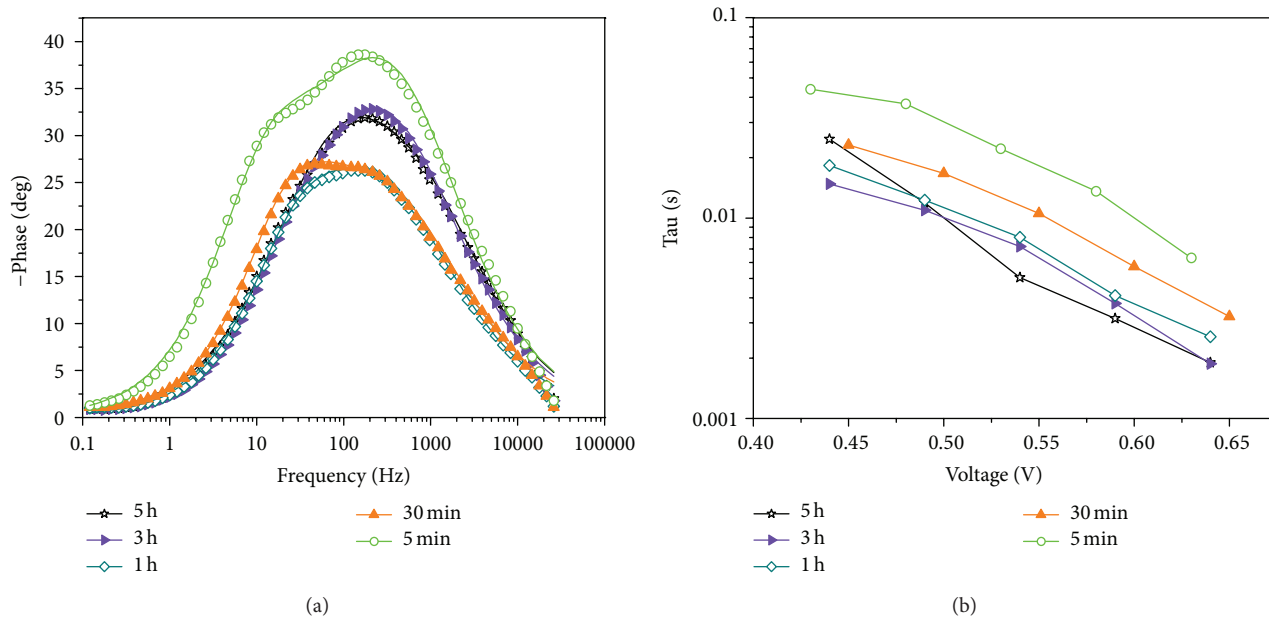 40
35
30
25
20
15
10
5
0
−Phase (deg)
0.1 1 10 100 1000 10000 100000
Frequency (Hz)
5 h
3 h
1 h
30 min
5 min
(a)
0.1
0.01
0.001
Tau (s)
0.40 0.45 0.50 0.55 0.60 0.65
Voltage (V)
5 h
3 h
1 h
30 min
5 min
(b)